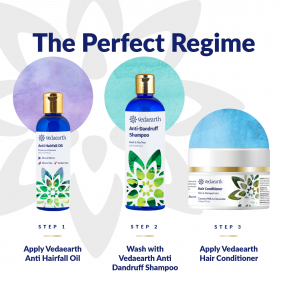 The Perfect Regime
vedaearth
Anti Hairfall Oil
vedaearth
Anti-Dandruff
Shampoo
vedaearth
Hair Conditioner
STEP 1
STEP 2
STEP 3
Apply Vedaearth
Anti Hairfall Oil
Wash with
Vedaearth Anti
Dandruff Shampoo
Apply Vedaearth
Hair Conditioner